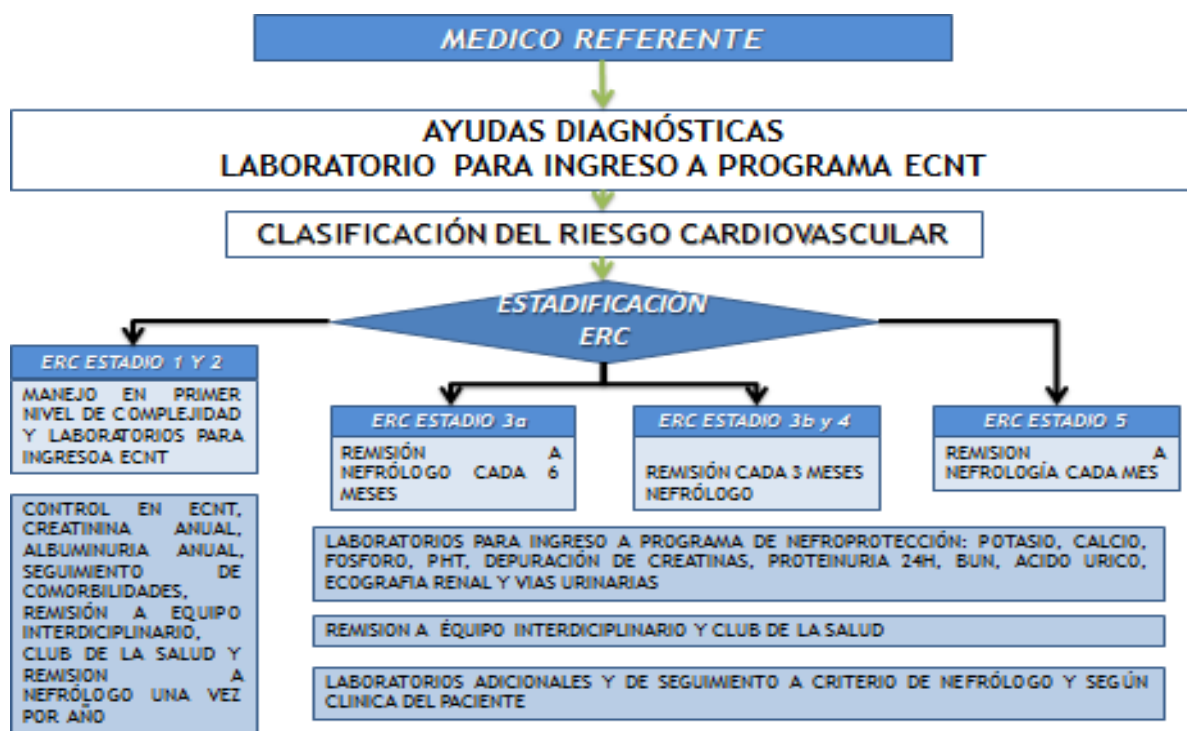 MEDICO REFERENTE
AYUDAS DIAGNÓSTICAS
LABORATORIO PARA INGRESO A PROGRAMA ECNT
CLASIFICACIÓN DEL RIESGO CARDIOVASCULAR
ESTADIFICACIÓN
ERC
ERC ESTADIO 1 Y 2
MANEJO EN PRIMER
NIVEL DE COMPLEJIDAD
Y LABORATORIOS PARA
INGRESOA ECNT
CONTROL EN ECNT,
CREATININA ANUAL,
ALBUMINURIA ANUAL,
SEGUIMIENTO DE
COMORBILIDADES,
REMISIÓN A EQUIPO
INTERDICIPLINARIO,
CLUB DE LA SALUD Y
REMISION A
NEFRÓLOGO UNA VEZ
POR AÑO
ERC ESTADIO 3a
REMISIÓN A
NEFRÓLOGO CADA 6
MESES
ERC ESTADIO 3b y 4
REMISIÓN CADA 3 MESES
NEFRÓLOGO
ERC ESTADIO 5
REMISION A
NEFROLOGÍA CADA MES
LABORATORIOS PARA INGRESO A PROGRAMA DE NEFROPROTECCIÓN: POTASIO, CALCIO,
FOSFORO, PHT, DEPURACIÓN DE CREATINAS, PROTEINURIA 24H, BUN, ACIDO URICO,
ECOGRAFIA RENAL Y VIAS URINARIAS
REMISION A ÉQUIPO INTERDICIPLINARIO Y CLUB DE LA SALUD
LABORATORIOS ADICIONALES Y DE SEGUIMIENTO A CRITERIO DE NEFRÓLOGO Y SEGÚN
CLINICA DEL PACIENTE